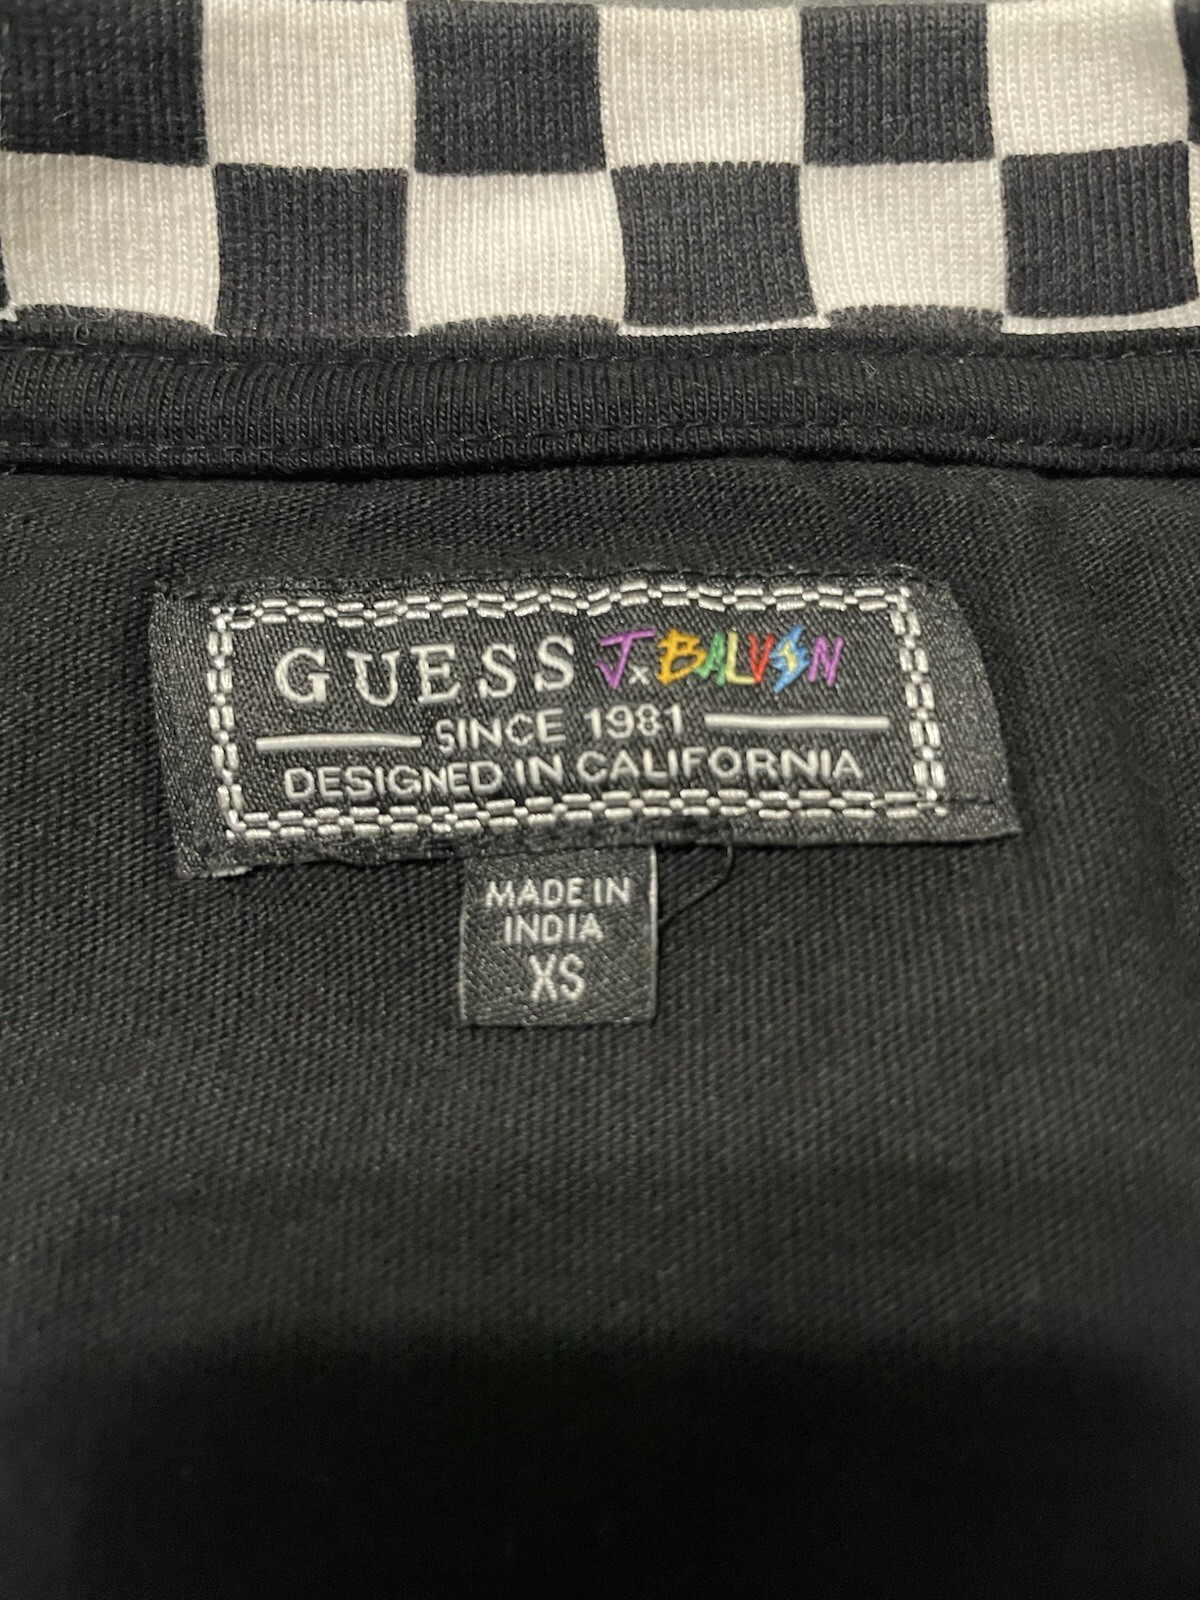 GUESS J x BALVIN
SINCE 1981
DESIGNED IN CALIFORNIA
MADE IN
INDIA
XS